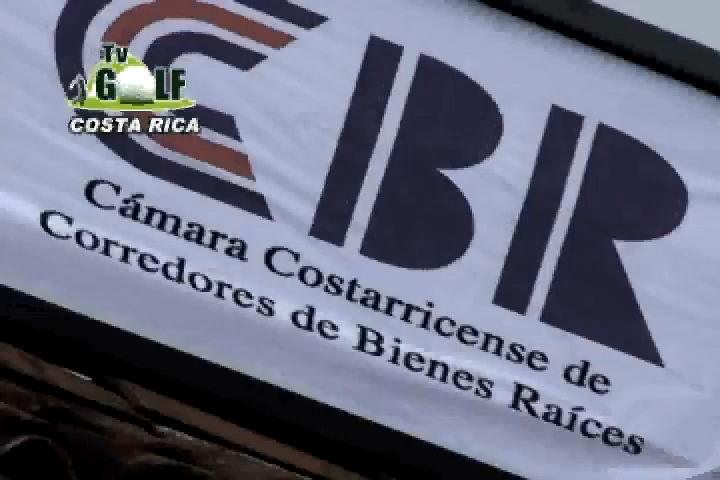 Tv
GOLF
COSTA RICA
CBR
Cámara Costarricense de
Corredores de Bienes Raíces